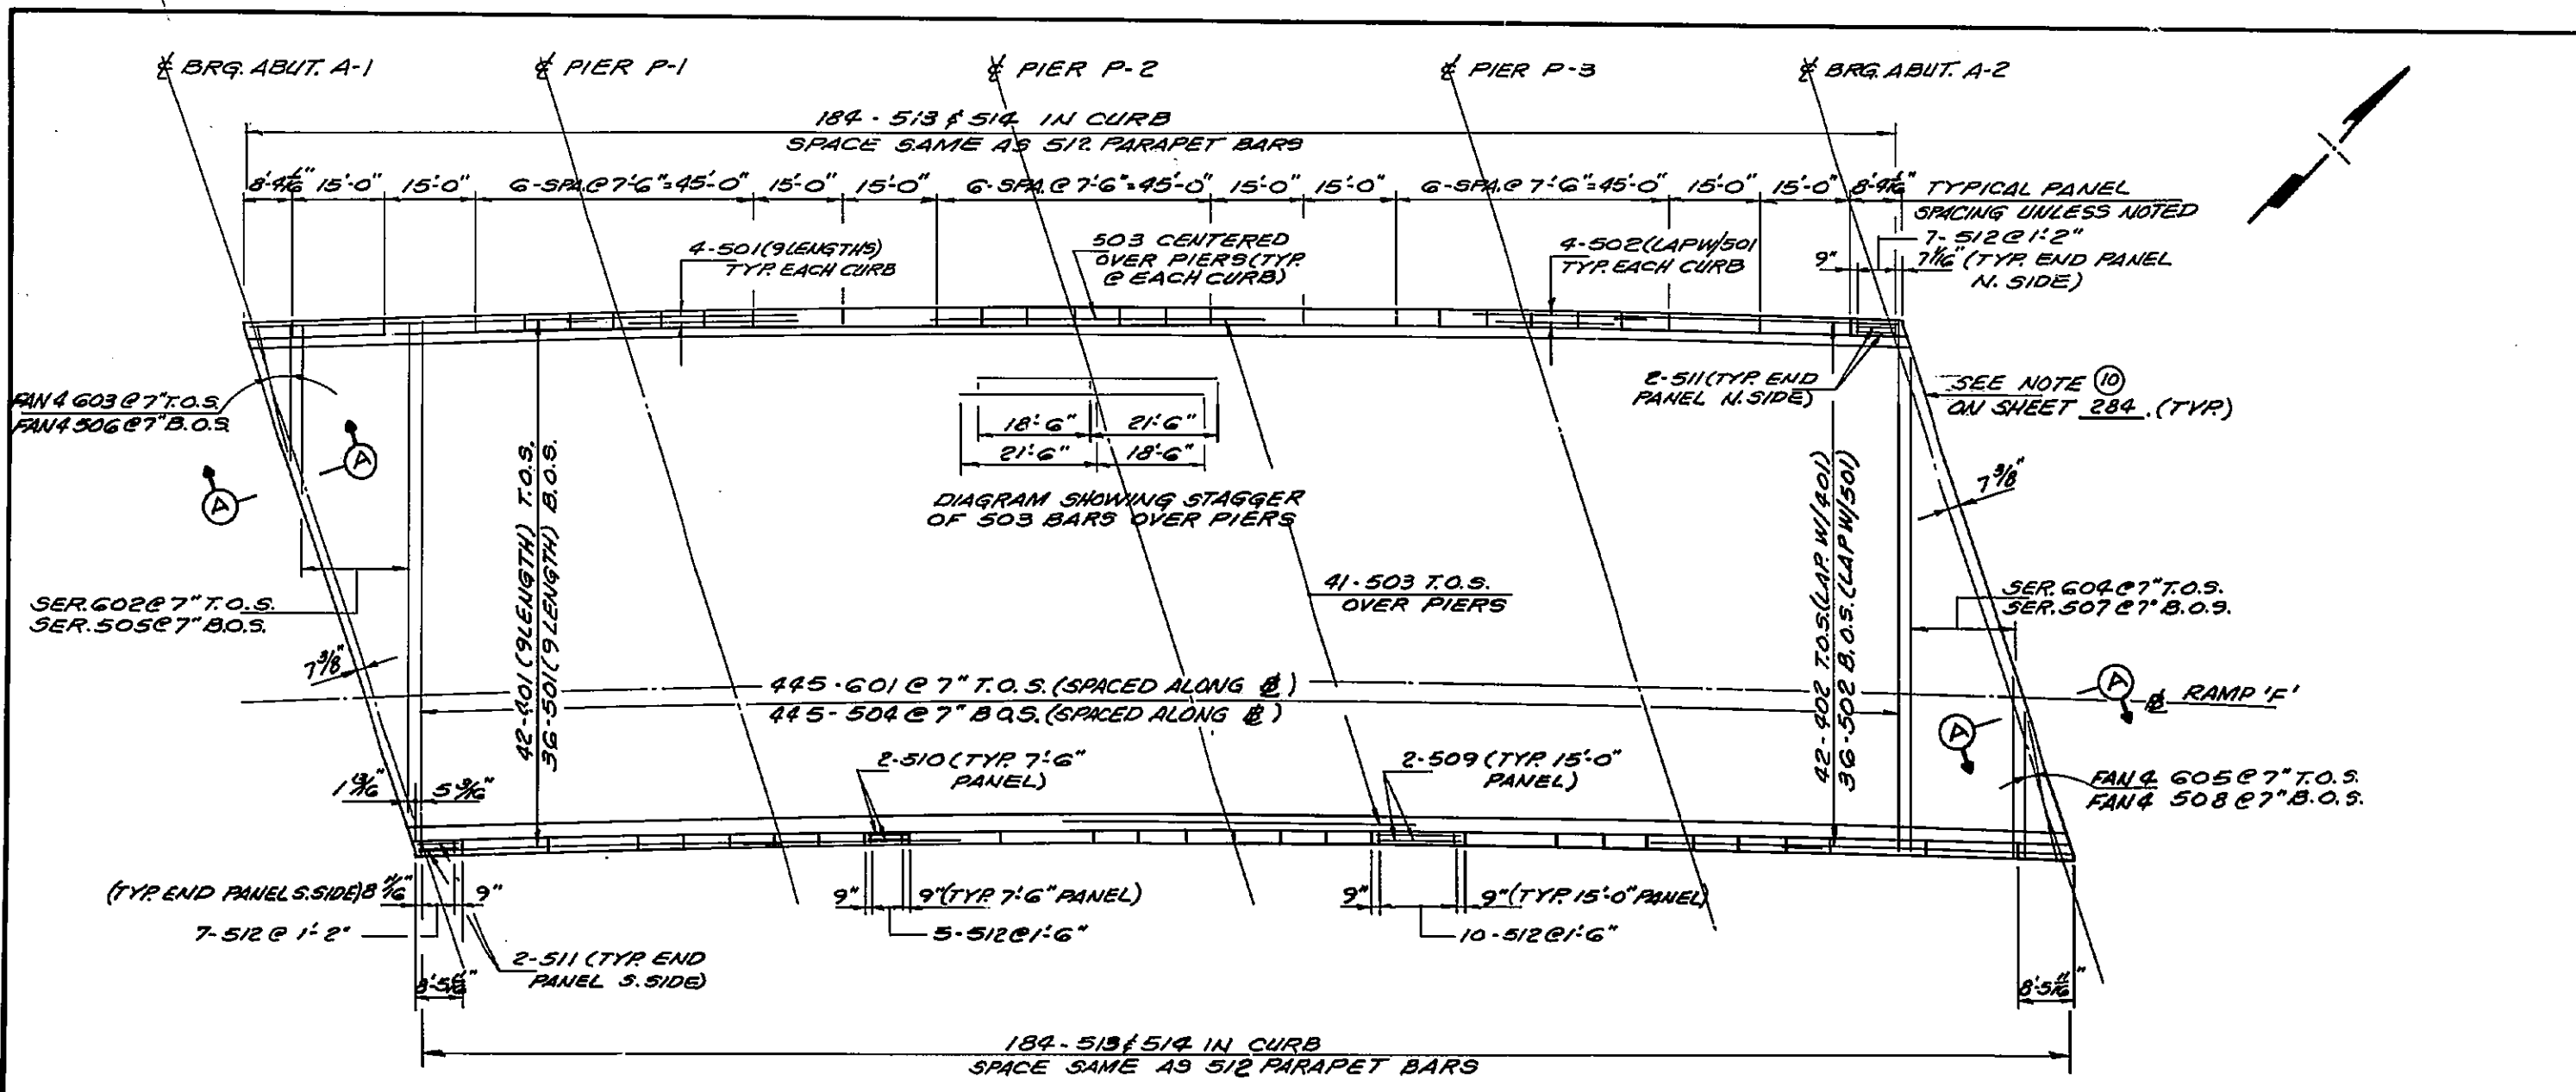 ℄ BRG. ABUT. A-1
℄ PIER P-1
℄ PIER P-2
℄ PIER P-3
℄ BRG. ABUT. A-2
184 - 513 & 514 IN CURB
SPACE SAME AS 512 PARAPET BARS
15'-0" 15'-0" 6-SPA. @ 7'-6"=45'-0" 15'-0" 15'-0" 6-SPA. @ 7'-6"=45'-0" 15'-0" 15'-0" 6-SPA. @ 7'-6"=45'-0" 15'-0" 15'-0"
TYPICAL PANEL
SPACING UNLESS NOTED
7-512 @ 1'-2"
9" 7 1/16" (TYP. END PANEL
N. SIDE)
4-501 (9 LENGTHS)
TYP. EACH CURB
503 CENTERED
OVER PIERS (TYP.
@ EACH CURB)
4-502 (LAP W/501
TYP. EACH CURB
2-511 (TYP. END
PANEL N. SIDE)
SEE NOTE 10
ON SHEET 284. (TYP.)
FAN 4 603 @ 7" T.O.S.
FAN 4 506 @ 7" B.O.S.
18'-6" 21'-6"
21'-6" 18'-6"
DIAGRAM SHOWING STAGGER
OF 503 BARS OVER PIERS
A
A
7 3/8"
42-401 (9 LENGTH) T.O.S.
36-501 (9 LENGTH) B.O.S.
42-402 T.O.S. (LAP W/401)
36-502 B.O.S. (LAP W/501)
41-503 T.O.S.
OVER PIERS
SER. 602 @ 7" T.O.S.
SER. 505 @ 7" B.O.S.
SER. 604 @ 7" T.O.S.
SER. 507 @ 7" B.O.S.
7 3/8"
445-601 @ 7" T.O.S. (SPACED ALONG ℄)
445-504 @ 7" B.O.S. (SPACED ALONG ℄)
A
A
℄ RAMP 'F'
2-510 (TYP. 7'-6"
PANEL)
2-509 (TYP. 15'-0"
PANEL)
FAN 4 605 @ 7" T.O.S.
FAN 4 508 @ 7" B.O.S.
1 13/16" 5 3/16"
(TYP. END PANEL S. SIDE) 9"
9" 9" (TYP. 7'-6" PANEL)
9" 9" (TYP. 15'-0" PANEL)
7-512 @ 1'-2"
5-512 @ 1'-6"
10-512 @ 1'-6"
2-511 (TYP. END
PANEL S. SIDE)
8'-5 11/16"
184 - 513 & 514 IN CURB
SPACE SAME AS 512 PARAPET BARS